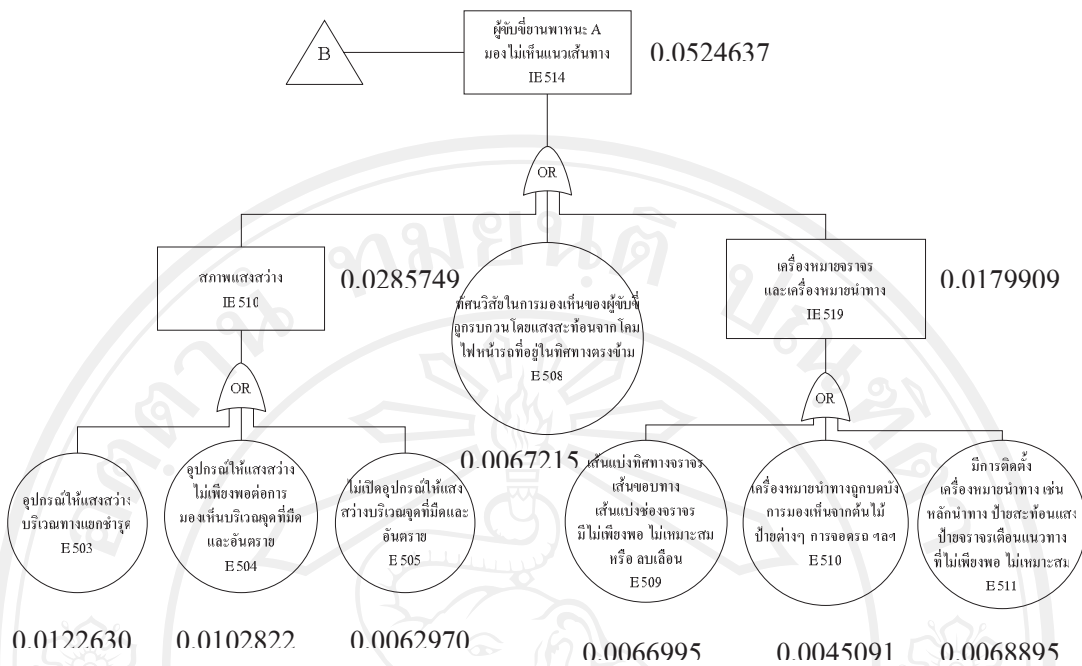 B
ผู้ขับขี่ยานพาหนะ A
มองไม่เห็นแนวเส้นทาง
IE514
0.0524637
OR
สภาพแสงสว่าง
IE510
0.0285749
ทัศนวิสัยในการมองเห็นของผู้ขับขี่
ถูกรบกวนโดยแสงสะท้อนจากโคม
ไฟหน้ารถที่อยู่ในทิศทางตรงข้าม
E508
0.0067215
เครื่องหมายจราจร
และเครื่องหมายนำทาง
IE519
0.0179909
OR
OR
อุปกรณ์ให้แสงสว่าง
บริเวณทางแยกชำรุด
E503
อุปกรณ์ให้แสงสว่าง
ไม่เพียงพอต่อการ
มองเห็นบริเวณจุดที่มืด
และอันตราย
E504
ไม่เปิดอุปกรณ์ให้แสง
สว่างบริเวณจุดที่มืดและ
อันตราย
E505
เส้นแบ่งทิศทางจราจร
เส้นขอบทาง
เส้นแบ่งช่องจราจร
มีไม่เพียงพอ ไม่เหมาะสม
หรือ ลบเลือน
E509
เครื่องหมายนำทางถูกบดบัง
การมองเห็นจากต้นไม้
ป้ายต่างๆ การจอดรถ ฯลฯ
E510
มีการติดตั้ง
เครื่องหมายนำทาง เช่น
หลักนำทาง ป้ายสะท้อนแสง
ป้ายจราจรเตือนแนวทาง
ที่ไม่เพียงพอ ไม่เหมาะสม
E511
0.0122630
0.0102822
0.0062970
0.0066995
0.0045091
0.0068895
ทมยนฺติ
ปณฺฑิตา